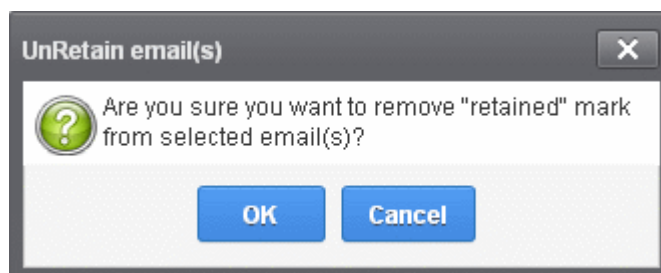 UnRetain email(s)
Are you sure you want to remove "retained" mark
from selected email(s)?
OK Cancel